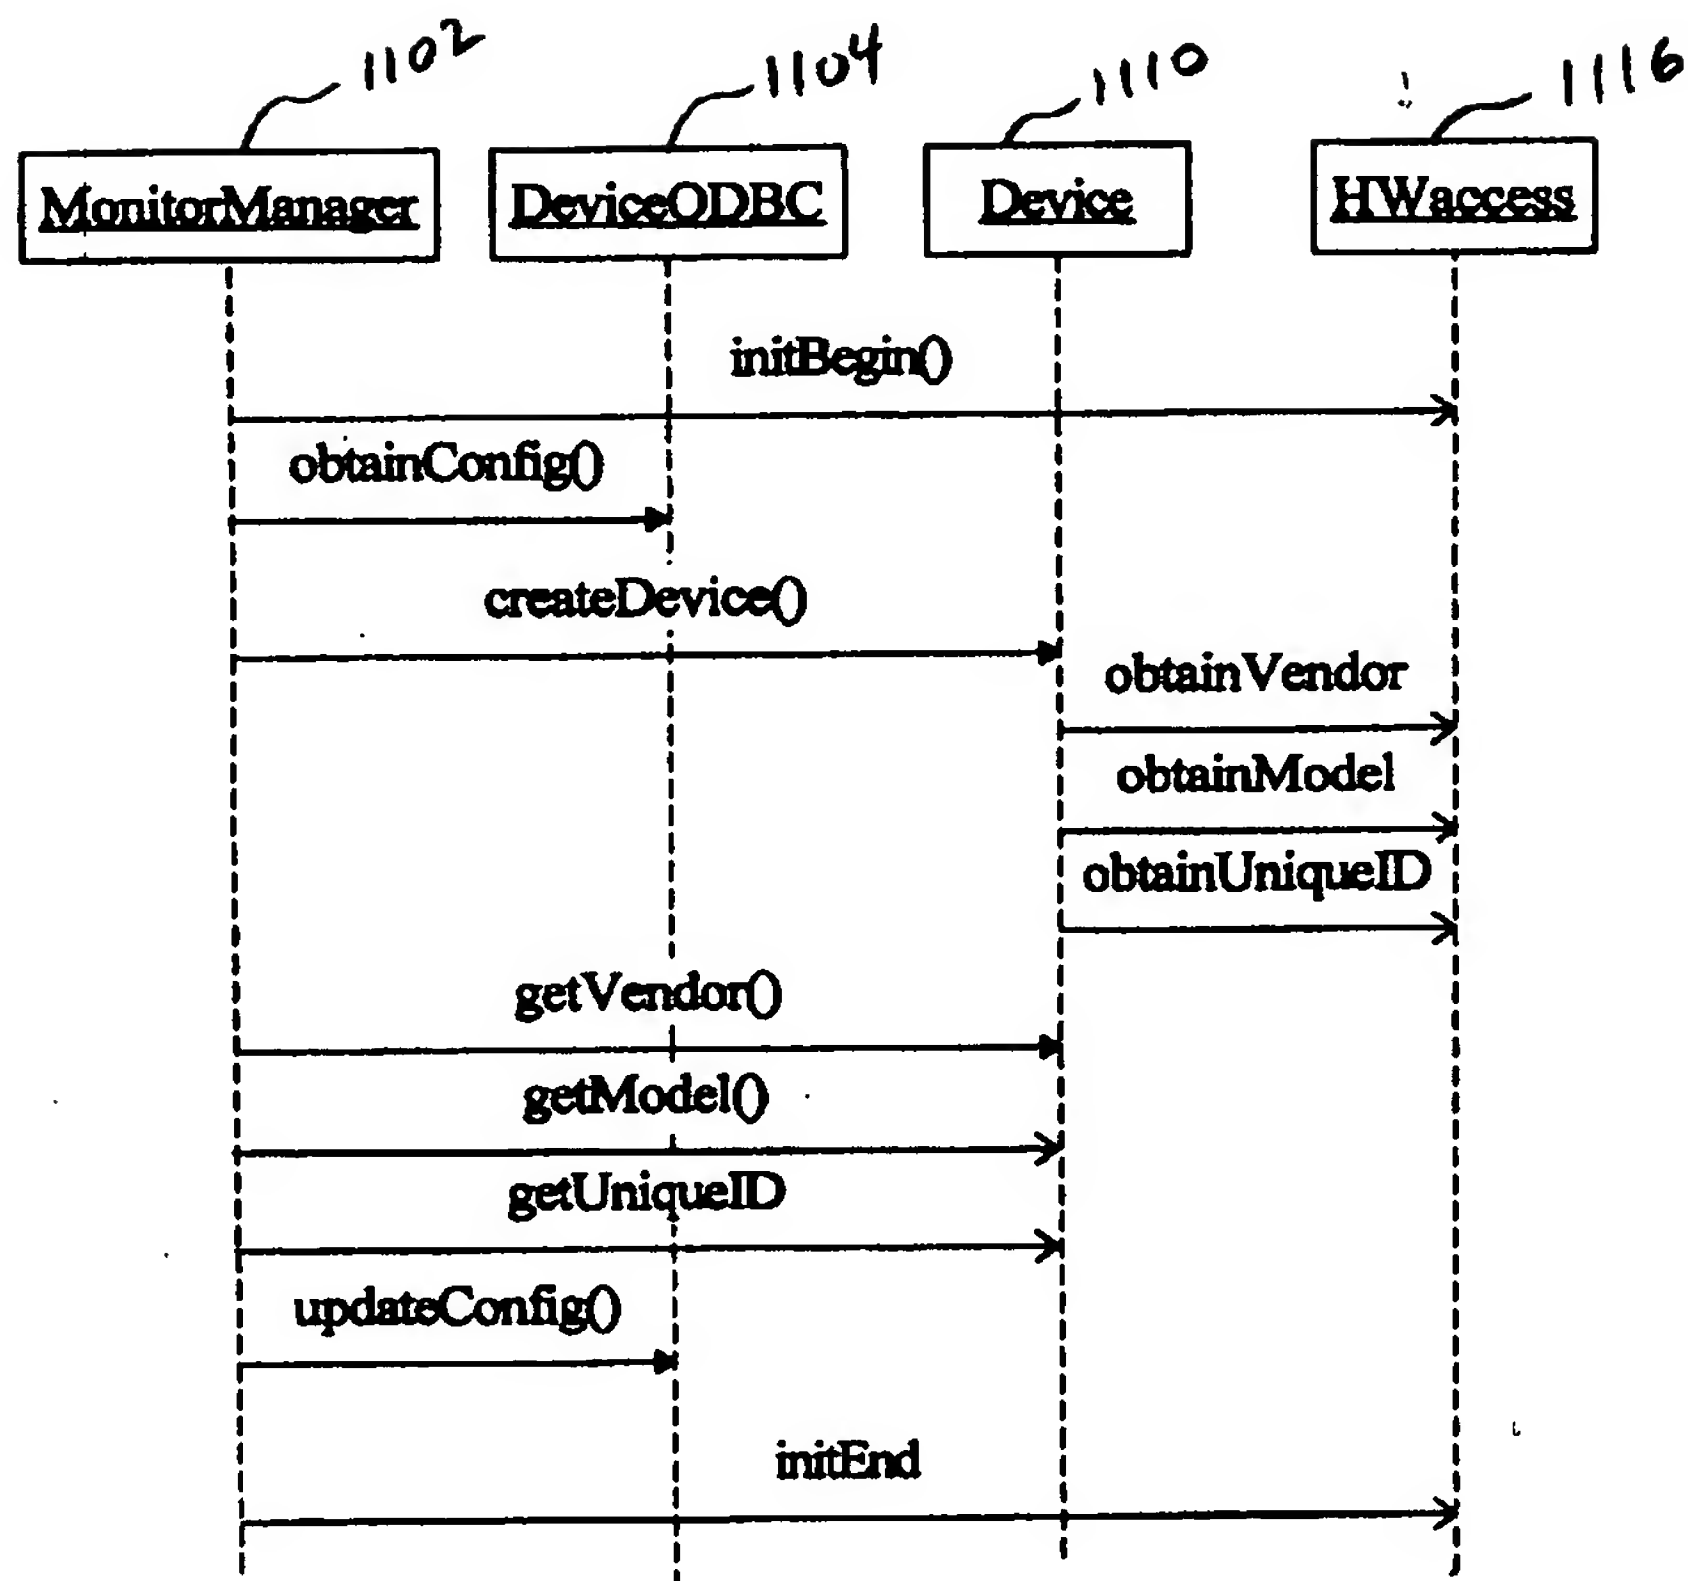 1102 1104 1110 1116
MonitorManager DeviceODBC Device HWaccess
initBegin()
obtainConfig()
createDevice()
obtainVendor
obtainModel
obtainUniqueID
getVendor()
getModel()
getUniqueID
updateConfig()
initEnd